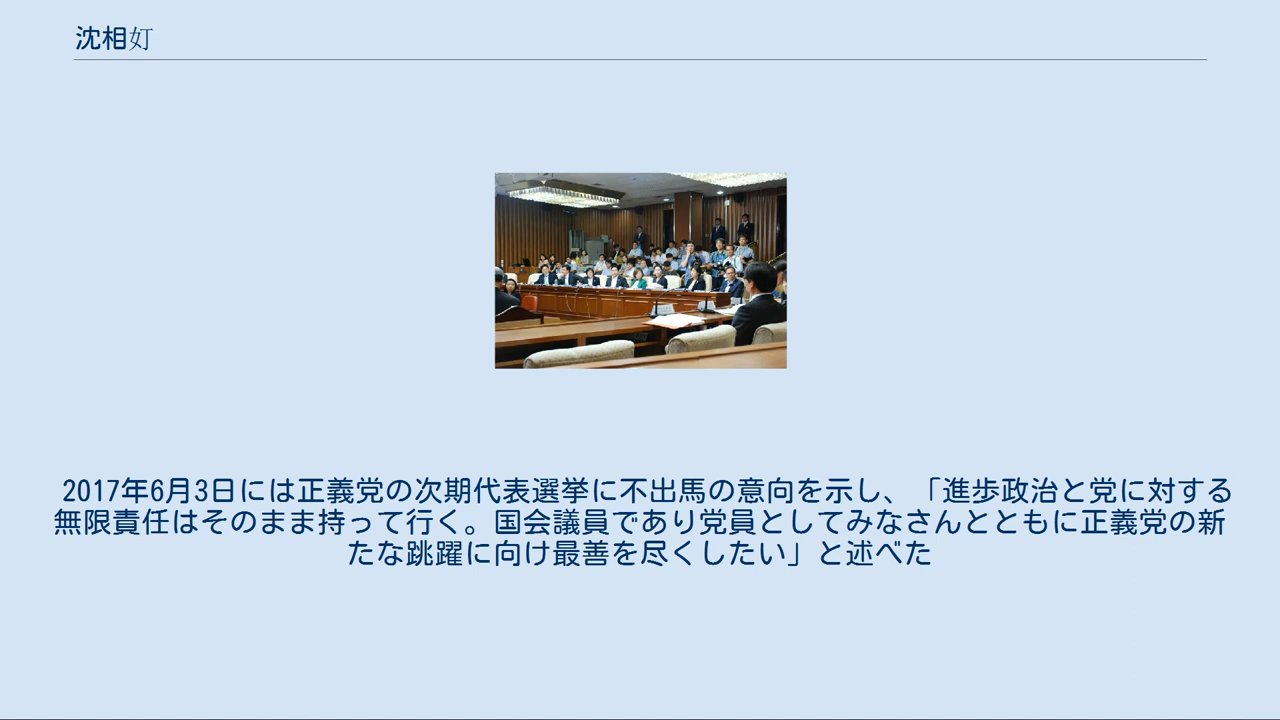 沈相奵
2017年6月3日には正義党の次期代表選挙に不出馬の意向を示し、「進歩政治と党に対する
無限責任はそのまま持って行く。国会議員であり党員としてみなさんとともに正義党の新
たな跳躍に向け最善を尽くしたい」と述べた